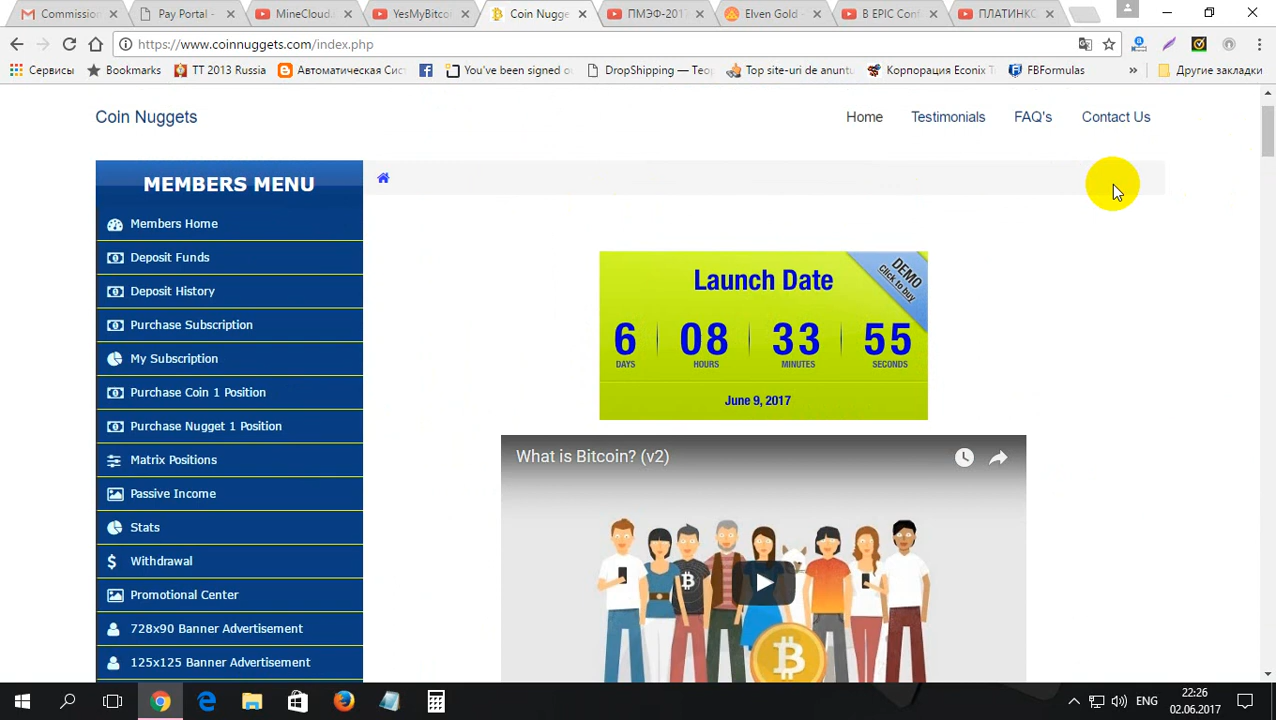 Commission
Pay Portal -
MineCloud.
YesMyBitcoi
Coin Nugge
ПМЭФ-201
Elven Gold -
B EPIC Conf
ПЛАТИНКО
https://www.coinnuggets.com/index.php
Сервисы
Bookmarks
TT 2013 Russia
Автоматическая Сис
You've been signed o
DropShipping — Teo
Top site-uri de anunt
Корпорация Econix T
FBFormulas
»
Другие закладки
Coin Nuggets
Home
Testimonials
FAQ's
Contact Us
MEMBERS MENU
Members Home
Deposit Funds
Deposit History
Purchase Subscription
My Subscription
Purchase Coin 1 Position
Purchase Nugget 1 Position
Matrix Positions
Passive Income
Stats
Withdrawal
Promotional Center
728x90 Banner Advertisement
125x125 Banner Advertisement
Launch Date
DEMO
Click to buy
6 08 33 55
DAYS HOURS MINUTES SECONDS
June 9, 2017
What is Bitcoin? (v2)
ENG
22:26
02.06.2017